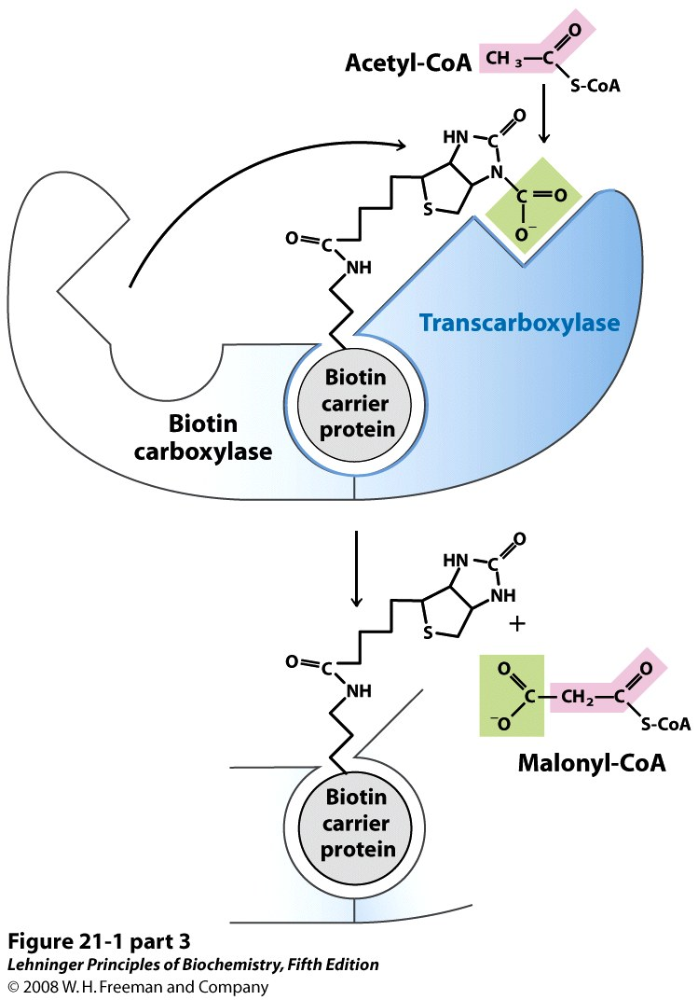 Acetyl-CoA
CH₃—C
O
S-CoA
HN
C
O
N
C=O
O⁻
S
O=C
NH
Transcarboxylase
Biotin
carrier
protein
Biotin
carboxylase
HN
C
O
NH
S
+
O=C
NH
O
C—CH₂—C
O
⁻O
S-CoA
Malonyl-CoA
Biotin
carrier
protein
Figure 21-1 part 3
Lehninger Principles of Biochemistry, Fifth Edition
© 2008 W. H. Freeman and Company